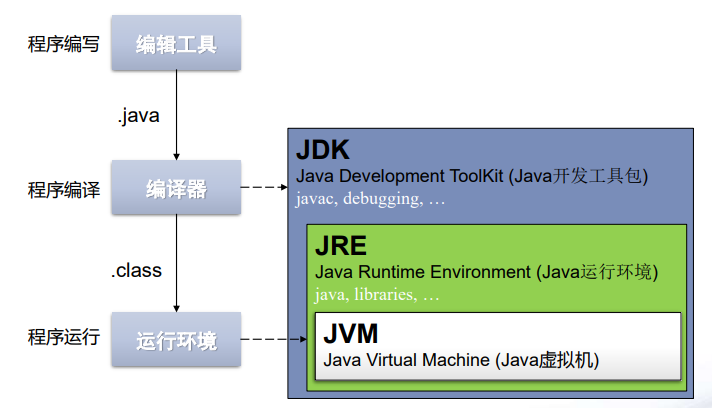 程序编写
编辑工具
.java
程序编译
编译器
.class
程序运行
运行环境
JDK
Java Development ToolKit (Java开发工具包)
javac, debugging, …
JRE
Java Runtime Environment (Java运行环境)
java, libraries, …
JVM
Java Virtual Machine (Java虚拟机)